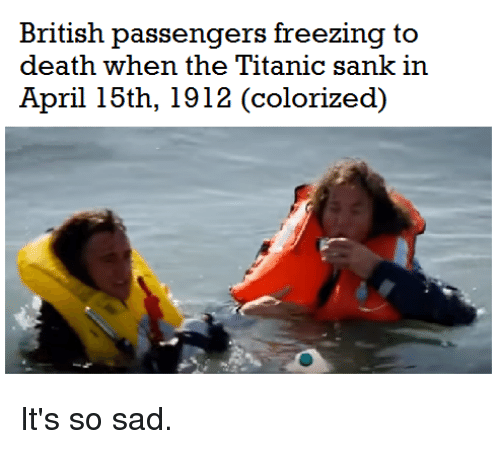 British passengers freezing to
death when the Titanic sank in
April 15th, 1912 (colorized)
It's so sad.